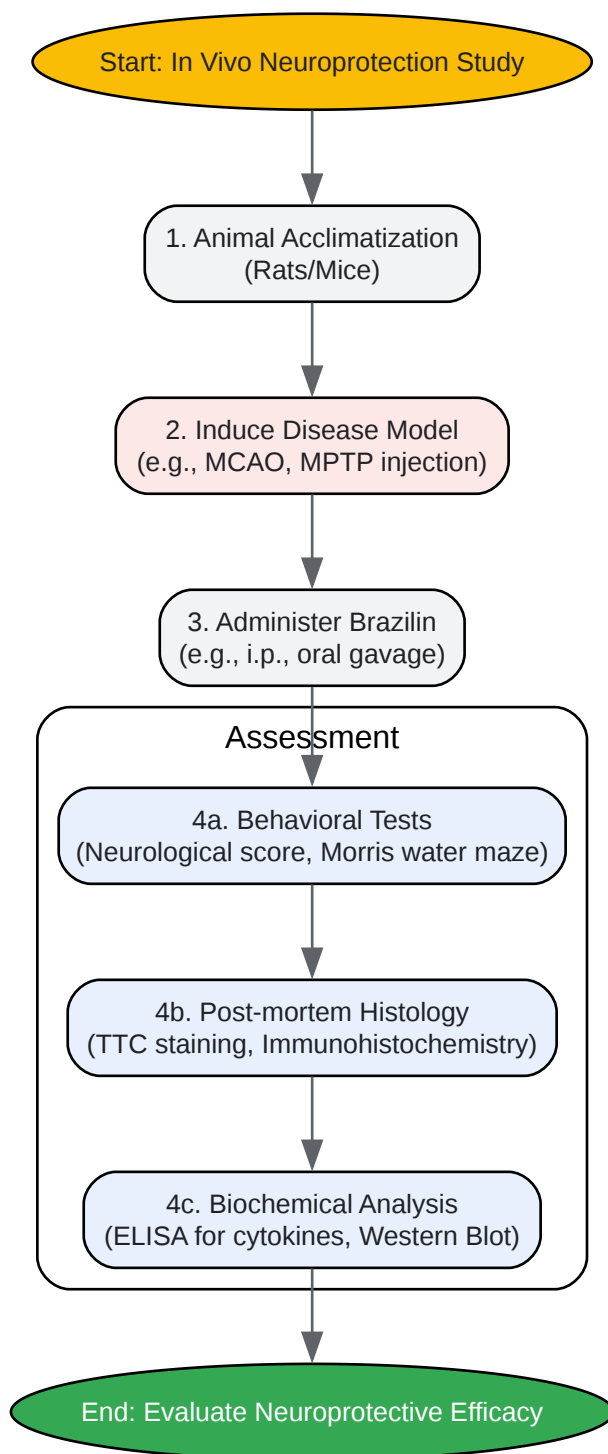 Start: In Vivo Neuroprotection Study
1. Animal Acclimatization
(Rats/Mice)
2. Induce Disease Model
(e.g., MCAO, MPTP injection)
3. Administer Brazilin
(e.g., i.p., oral gavage)
Assessment
4a. Behavioral Tests
(Neurological score, Morris water maze)
4b. Post-mortem Histology
(TTC staining, Immunohistochemistry)
4c. Biochemical Analysis
(ELISA for cytokines, Western Blot)
End: Evaluate Neuroprotective Efficacy